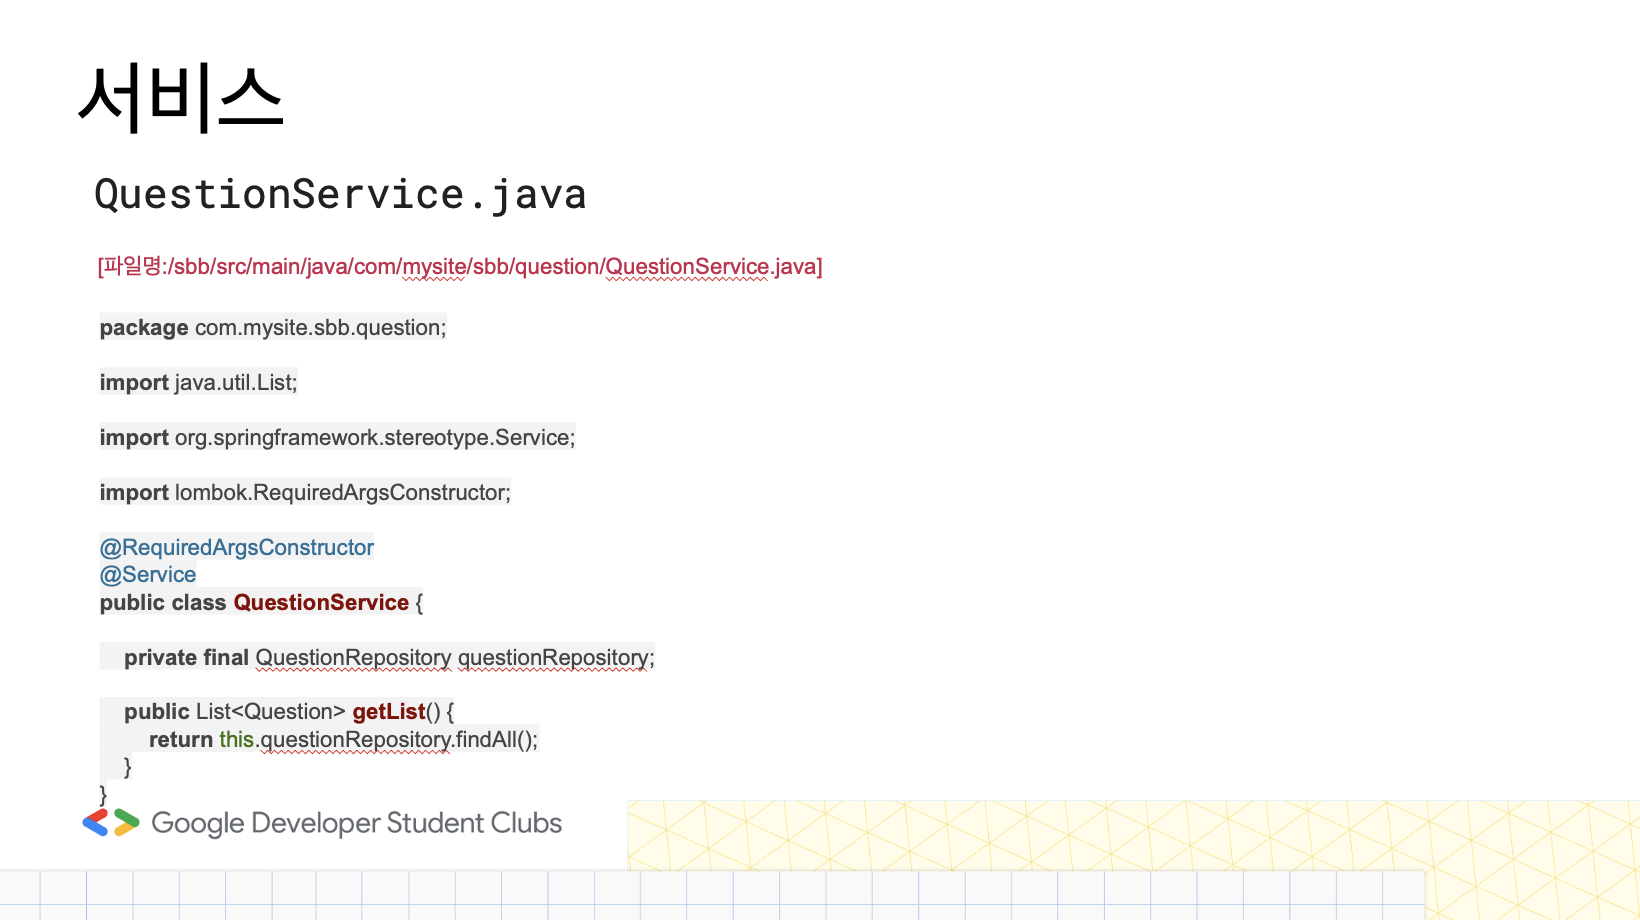 서비스
QuestionService.java
[파일명:/sbb/src/main/java/com/mysite/sbb/question/QuestionService.java]
package com.mysite.sbb.question;
import java.util.List;
import org.springframework.stereotype.Service;
import lombok.RequiredArgsConstructor;
@RequiredArgsConstructor
@Service
public class QuestionService {
    private final QuestionRepository questionRepository;
    public List<Question> getList() {
        return this.questionRepository.findAll();
    }
}
Google Developer Student Clubs